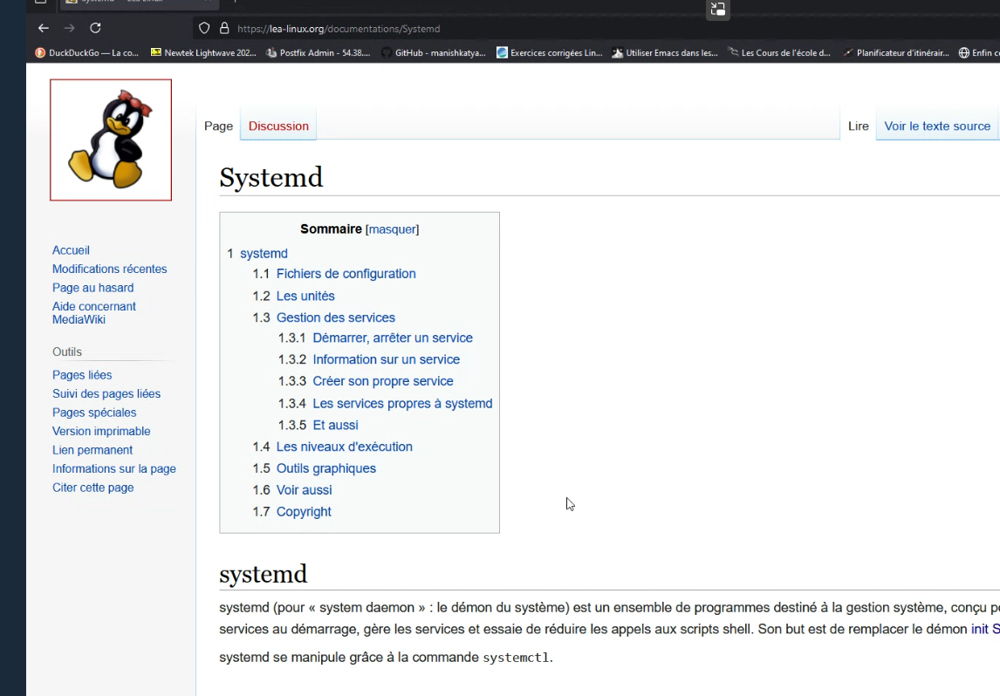 https://lea-linux.org/documentations/Systemd
DuckDuckGo — La co... Newtek Lightwave 202... Postfix Admin - 54.38.... GitHub - manishkatya... Exercices corrigées Lin... Utiliser Emacs dans les... Les Cours de l'école d... Planificateur d'itinérair... Enfin c
Page Discussion Lire Voir le texte source
Systemd
Sommaire [masquer]
1 systemd
1.1 Fichiers de configuration
1.2 Les unités
1.3 Gestion des services
1.3.1 Démarrer, arrêter un service
1.3.2 Information sur un service
1.3.3 Créer son propre service
1.3.4 Les services propres à systemd
1.3.5 Et aussi
1.4 Les niveaux d'exécution
1.5 Outils graphiques
1.6 Voir aussi
1.7 Copyright
Accueil
Modifications récentes
Page au hasard
Aide concernant
MediaWiki
Outils
Pages liées
Suivi des pages liées
Pages spéciales
Version imprimable
Lien permanent
Informations sur la page
Citer cette page
systemd
systemd (pour « system daemon » : le démon du système) est un ensemble de programmes destiné à la gestion système, conçu p
services au démarrage, gère les services et essaie de réduire les appels aux scripts shell. Son but est de remplacer le démon init S
systemd se manipule grâce à la commande systemctl.